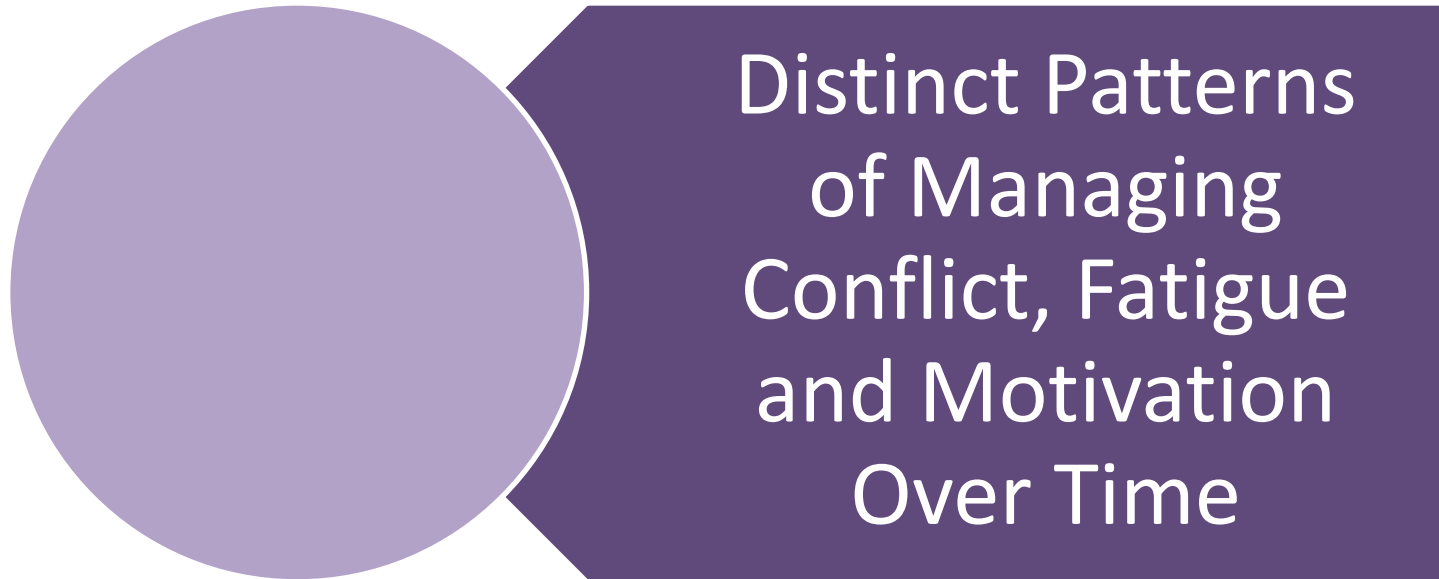 Distinct Patterns
of Managing
Conflict, Fatigue
and Motivation
Over Time